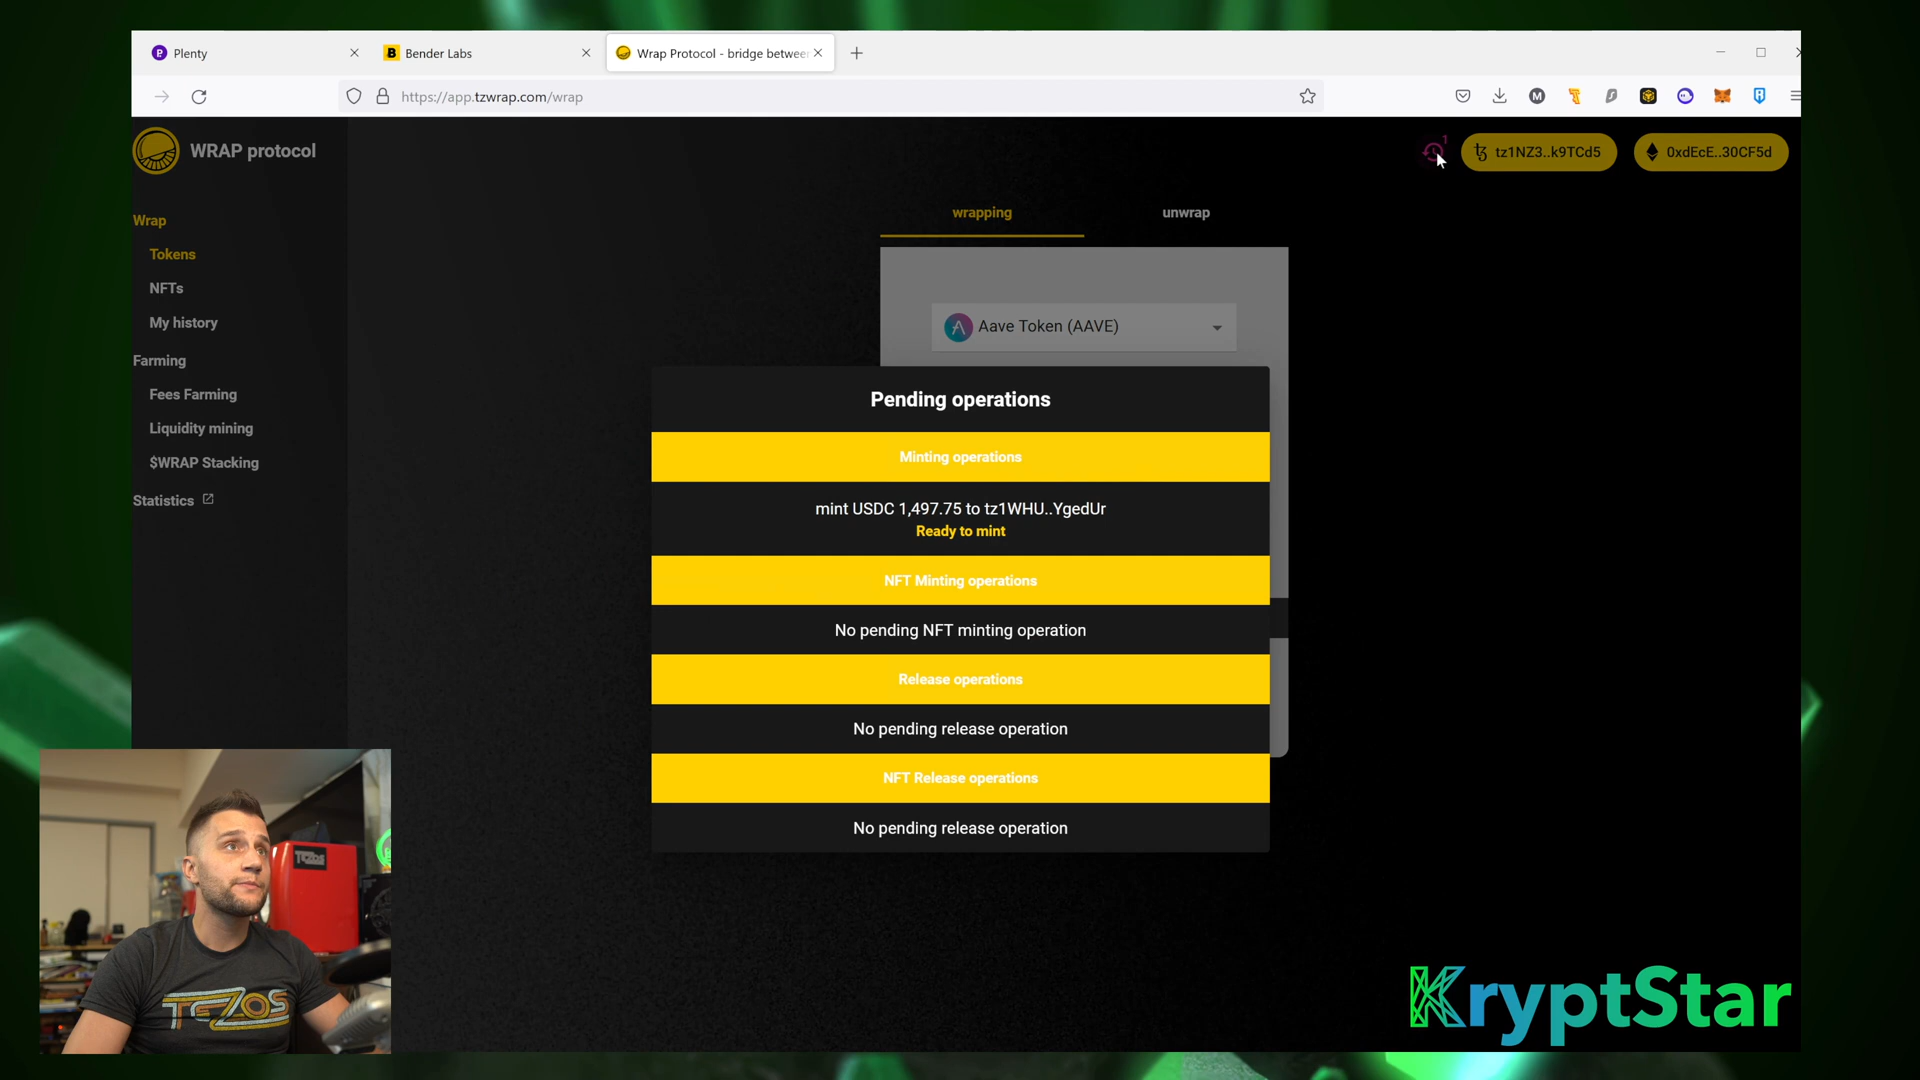 Plenty
Bender Labs
Wrap Protocol - bridge betweer
https://app.tzwrap.com/wrap
WRAP protocol
1
tz1NZ3..k9TCd5
0xdEcE..30CF5d
wrapping
unwrap
Wrap
Tokens
NFTs
My history
Farming
Fees Farming
Liquidity mining
$WRAP Stacking
Statistics
Aave Token (AAVE)
Pending operations
Minting operations
mint USDC 1,497.75 to tz1WHU..YgedUr
Ready to mint
NFT Minting operations
No pending NFT minting operation
Release operations
No pending release operation
NFT Release operations
No pending release operation
TEZOS
TEZOS
KryptStar